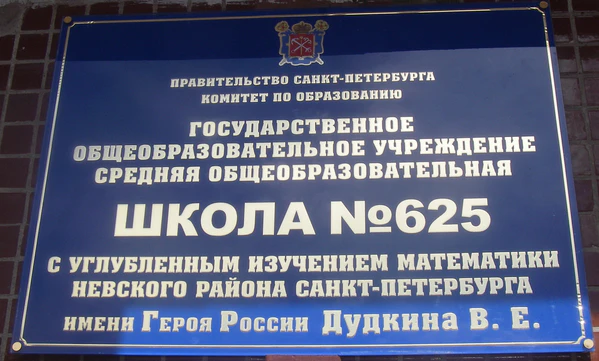 ПРАВИТЕЛЬСТВО САНКТ-ПЕТЕРБУРГА
КОМИТЕТ ПО ОБРАЗОВАНИЮ
ГОСУДАРСТВЕННОЕ
ОБЩЕОБРАЗОВАТЕЛЬНОЕ УЧРЕЖДЕНИЕ
СРЕДНЯЯ ОБЩЕОБРАЗОВАТЕЛЬНАЯ
ШКОЛА №625
С УГЛУБЛЕННЫМ ИЗУЧЕНИЕМ МАТЕМАТИКИ
НЕВСКОГО РАЙОНА САНКТ-ПЕТЕРБУРГА
ИМЕНИ ГЕРОЯ РОССИИ ДУДКИНА В. Е.